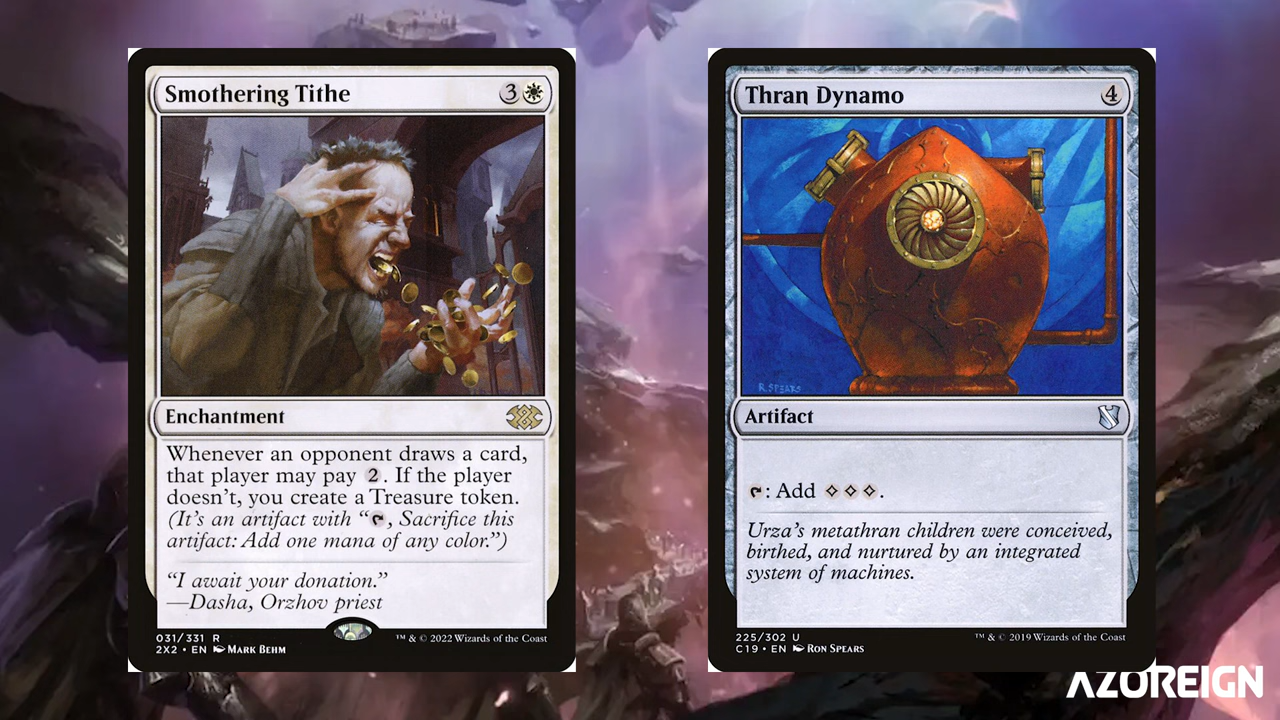 Smothering Tithe 3
Enchantment
Whenever an opponent draws a card,
that player may pay 2. If the player
doesn't, you create a Treasure token.
(It's an artifact with “, Sacrifice this
artifact: Add one mana of any color.”)
“I await your donation.”
—Dasha, Orzhov priest
031/331 R
2X2 • EN MARK BEHM
™ & © 2022 Wizards of the Coast
Thran Dynamo 4
R. SPEARS
Artifact
: Add .
Urza's metathran children were conceived,
birthed, and nurtured by an integrated
system of machines.
225/302 U
C19 • EN RON SPEARS
™ & © 2019 Wizards of the Coast
AZOREIGN